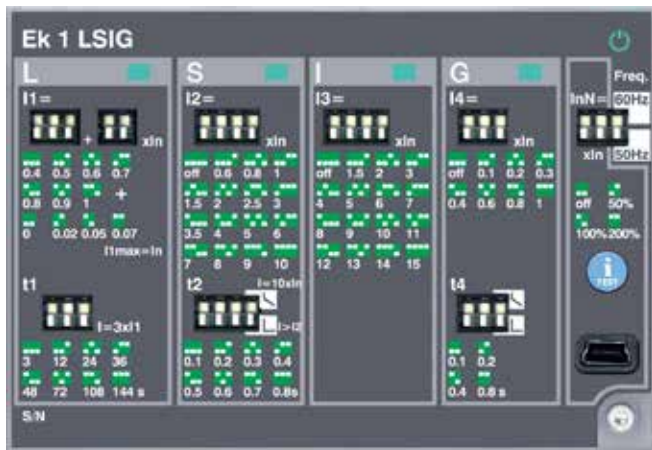 Ek 1 LSIG
L
I1=
+
xIn
0.4 0.5 0.6 0.7
0.8 0.9 1 +
0 0.02 0.05 0.07
I1max=In
t1
I=3xI1
3 12 24 36
48 72 108 144 s
S
I2=
xIn
off 0.6 0.8 1
1.5 2 2.5 3
3.5 4 5 6
7 8 9 10
t2
I=10xIn
I>I2
0.1 0.2 0.3 0.4
0.5 0.6 0.7 0.8s
I
I3=
xIn
off 1.5 2 3
4 5 6 7
8 9 10 11
12 13 14 15
G
I4=
xIn
off 0.1 0.2 0.3
0.4 0.6 0.8 1
t4
0.1 0.2
0.4 0.8 s
Freq.
InN= 60Hz
xIn 50Hz
off 50%
100% 200%
i
TEST
S/N